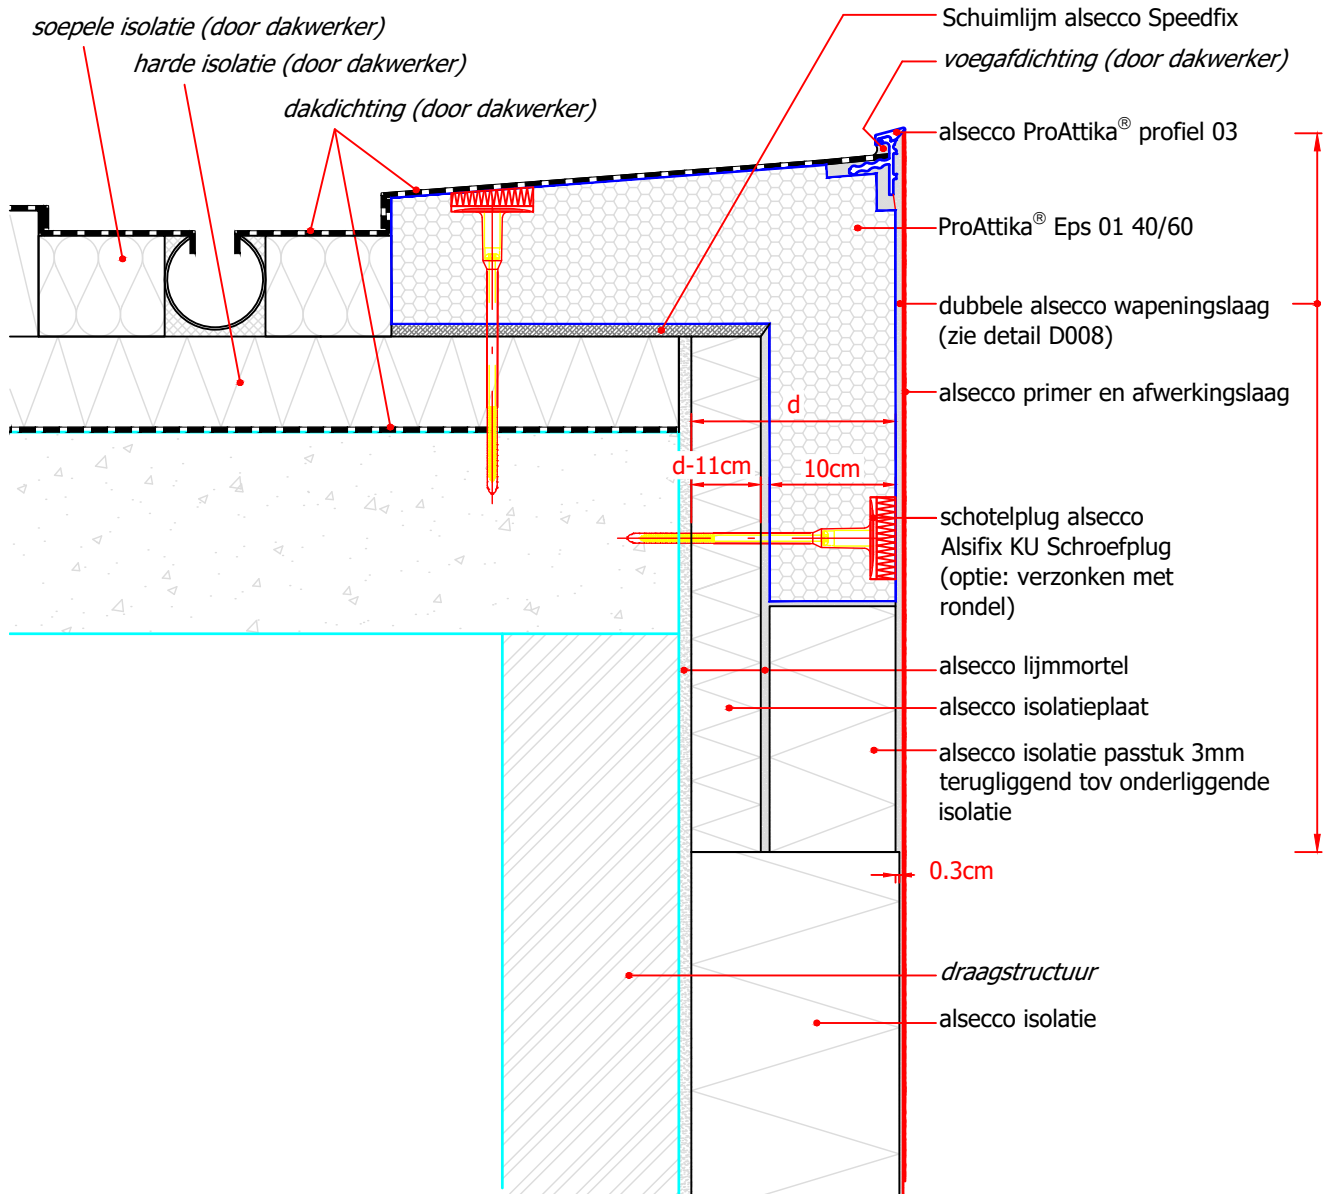 soepele isolatie (door dakwerker)
harde isolatie (door dakwerker)
dakdichting (door dakwerker)
Schuimlijm alsecco Speedfix
voegafdichting (door dakwerker)
alsecco ProAttika® profiel 03
ProAttika® Eps 01 40/60
dubbele alsecco wapeningslaag
(zie detail D008)
alsecco primer en afwerkingslaag
d
d-11cm
10cm
schotelplug alsecco
Alsifix KU Schroefplug
(optie: verzonken met
rondel)
alsecco lijmmortel
alsecco isolatieplaat
alsecco isolatie passtuk 3mm
terugliggend tov onderliggende
isolatie
0.3cm
draagstructuur
alsecco isolatie